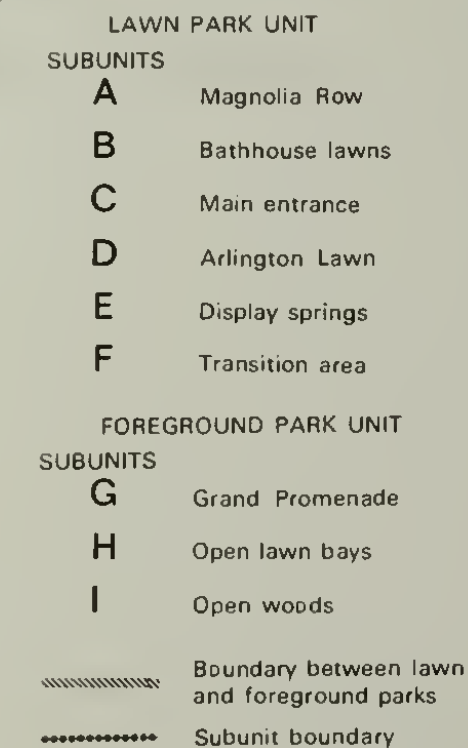 LAWN PARK UNIT
SUBUNITS
A Magnolia Row
B Bathhouse lawns
C Main entrance
D Arlington Lawn
E Display springs
F Transition area
FOREGROUND PARK UNIT
SUBUNITS
G Grand Promenade
H Open lawn bays
I Open woods
Boundary between lawn
and foreground parks
Subunit boundary